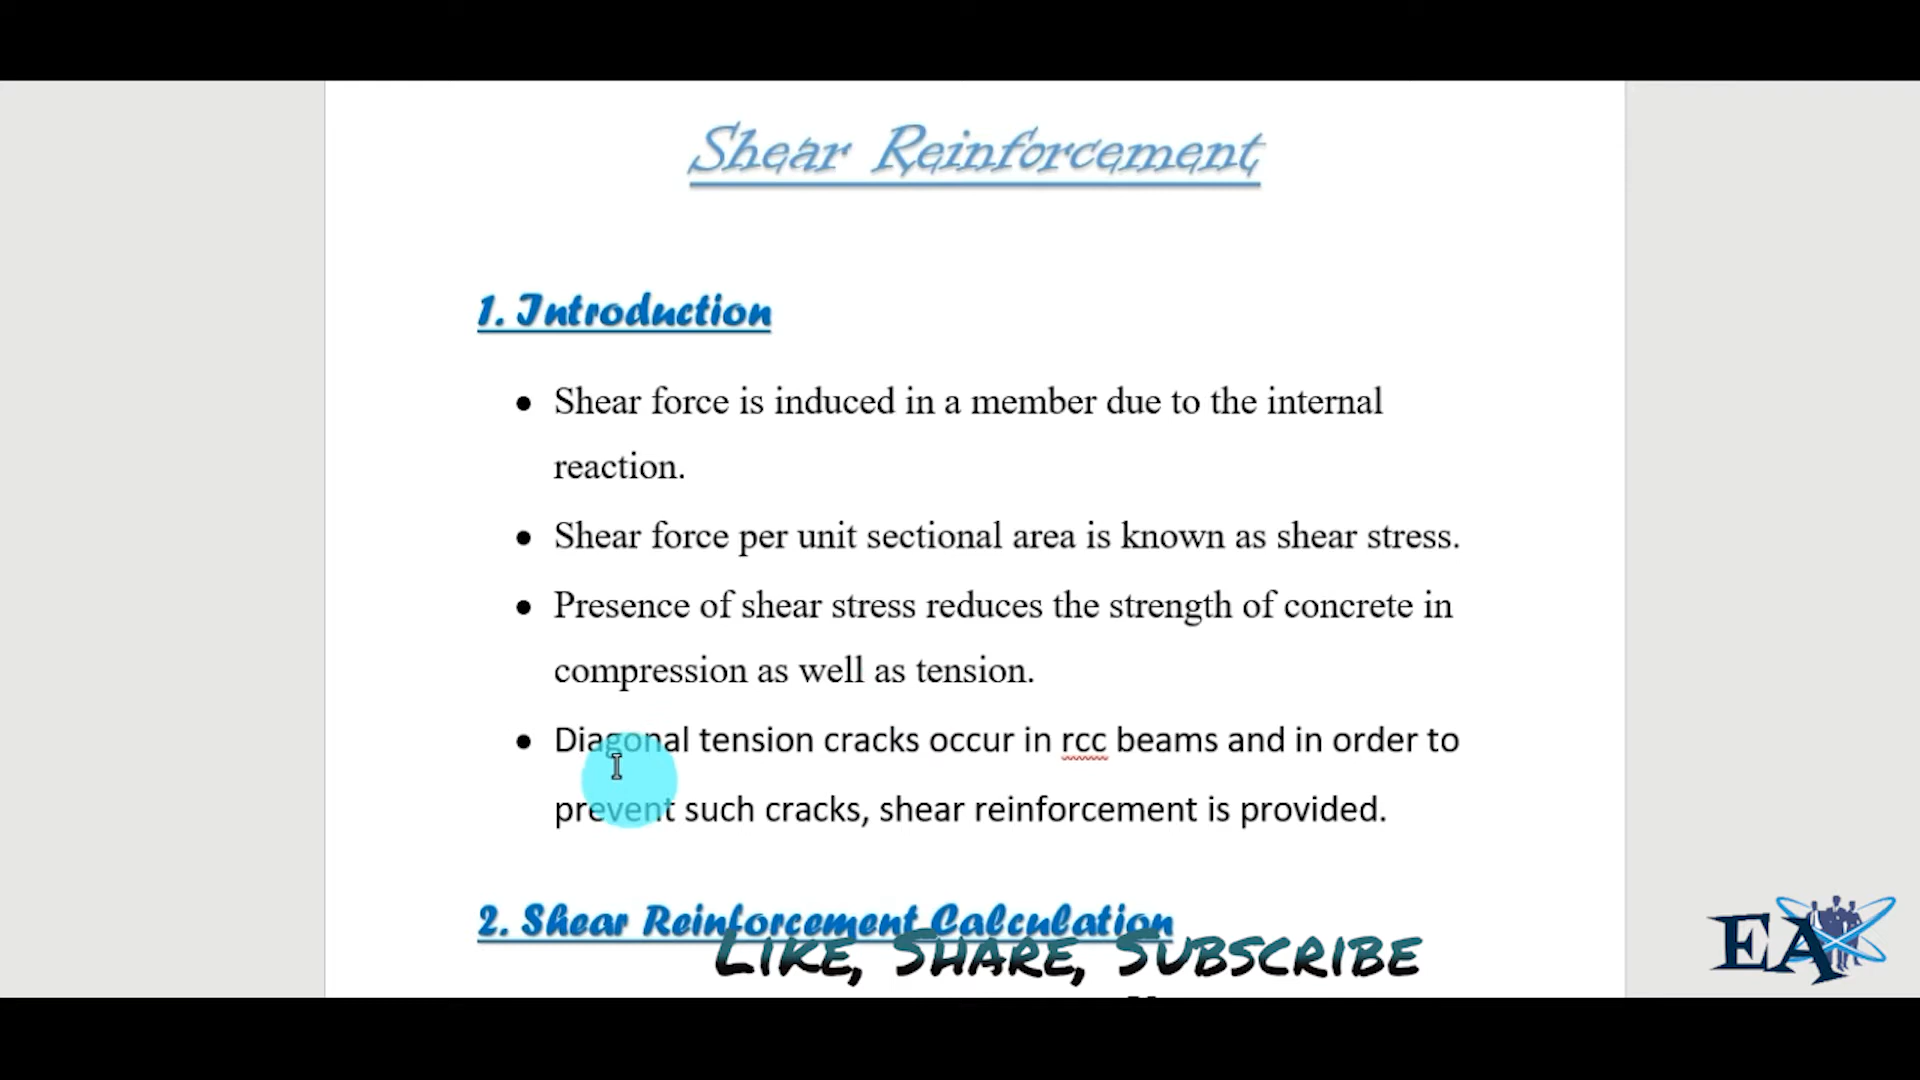 Shear Reinforcement
1. Introduction
• Shear force is induced in a member due to the internal
reaction.
• Shear force per unit sectional area is known as shear stress.
• Presence of shear stress reduces the strength of concrete in
compression as well as tension.
• Diagonal tension cracks occur in rcc beams and in order to
prevent such cracks, shear reinforcement is provided.
2. Shear Reinforcement Calculation
Like, Share, Subscribe
EA